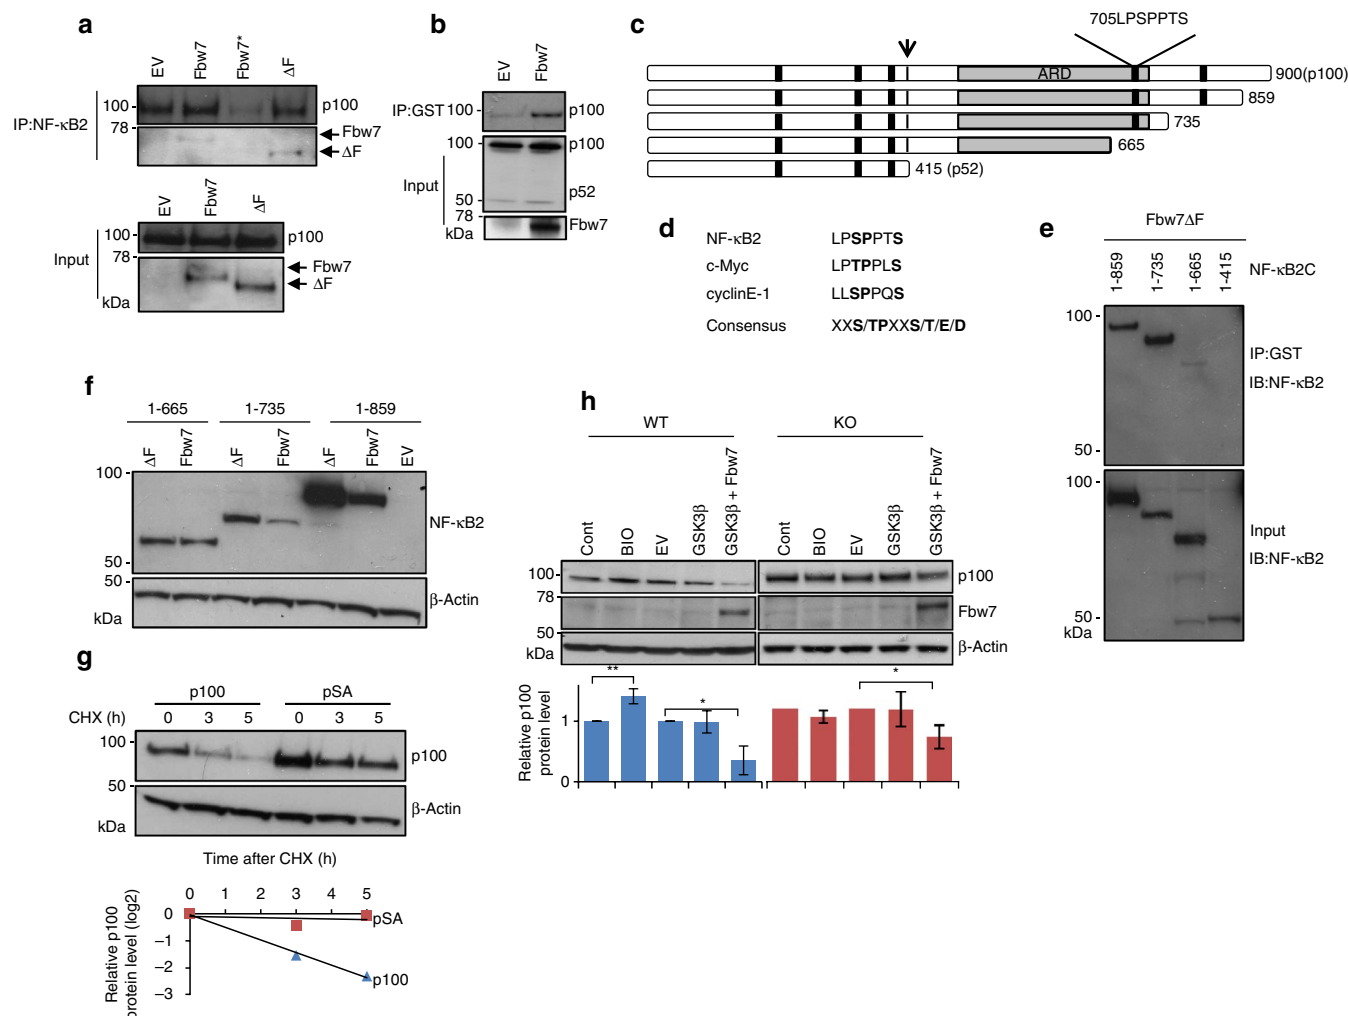 a
EV
Fbw7
Fbw7*
ΔF
IP:NF-κB2
100
p100
78
Fbw7
ΔF
EV
Fbw7
ΔF
Input
100
p100
78
Fbw7
ΔF
kDa
b
EV
Fbw7
IP:GST
100
p100
Input
100
p100
p52
50
78
Fbw7
kDa
c
705LPSPPTS
ARD
900(p100)
859
735
665
415 (p52)
d
NF-κB2 LPSPPTS
c-Myc LPTPPLS
cyclinE-1 LLSPPQS
Consensus XXS/TPXXS/T/E/D
e
Fbw7ΔF
1-859
1-735
1-665
1-415
NF-κB2C
100
IP:GST
IB:NF-κB2
50
100
Input
IB:NF-κB2
50
kDa
f
1-665 1-735 1-859
ΔF
Fbw7
ΔF
Fbw7
ΔF
Fbw7
EV
100
NF-κB2
50
50
β-Actin
kDa
g
p100 pSA
CHX (h) 0 3 5 0 3 5
100
p100
50
β-Actin
kDa
Time after CHX (h)
0 1 2 3 4 5
Relative p100
protein level (log2)
0
–1
–2
–3
pSA
p100
h
WT KO
Cont
BIO
EV
GSK3β
GSK3β + Fbw7
Cont
BIO
EV
GSK3β
GSK3β + Fbw7
100
p100
78
Fbw7
50
β-Actin
kDa
**
*
*
Relative p100
protein level
1
0